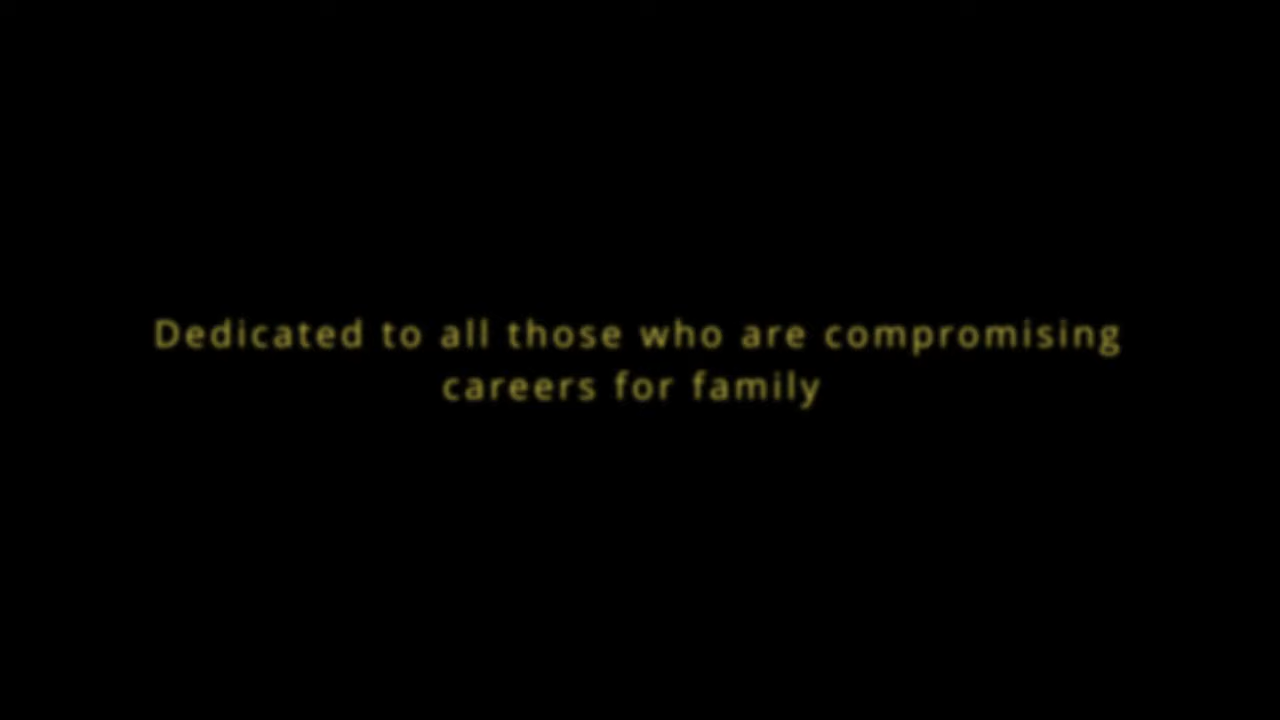 Dedicated to all those who are compromising
careers for family